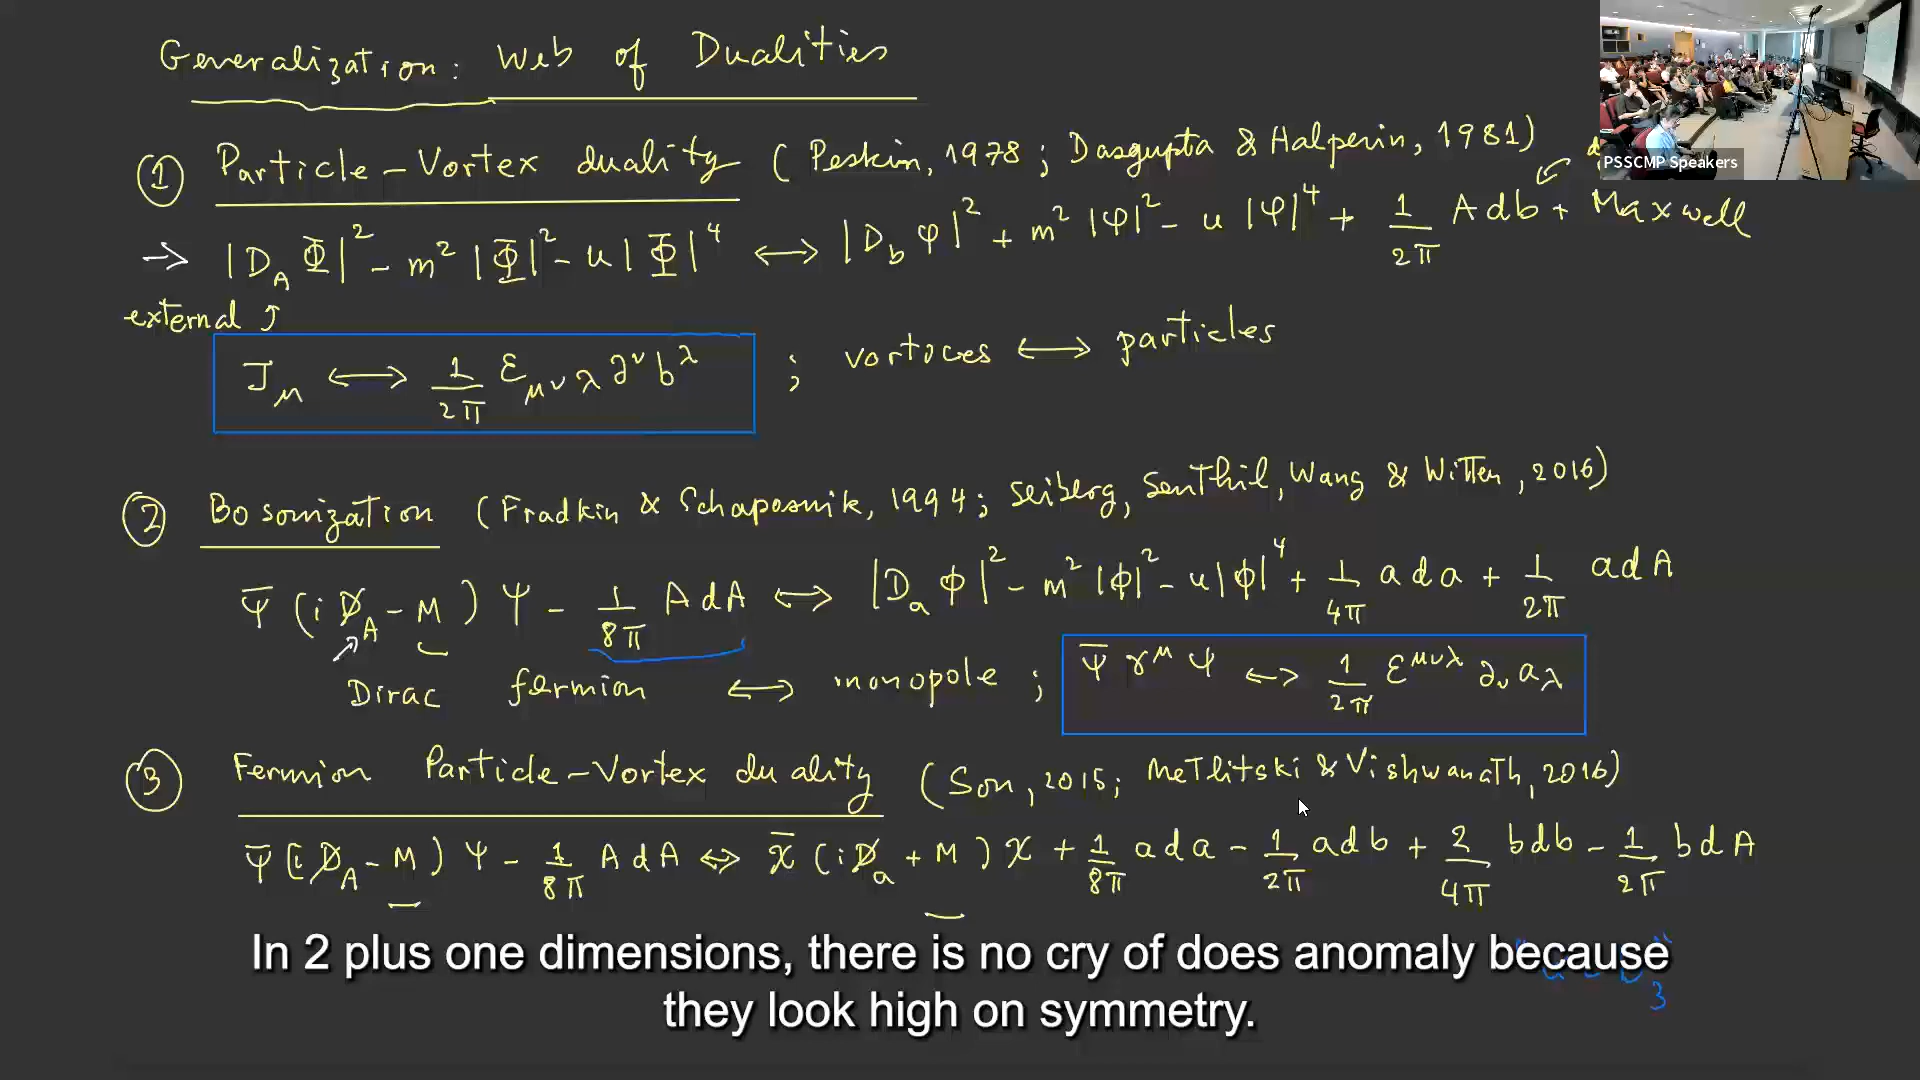 Generalization: Web of Dualities
① Particle-Vortex duality (Peskin, 1978; Dasgupta & Halperin, 1981)
PSSCMP Speakers
→ |D_A Φ|² - m² |Φ|² - u |Φ|⁴ ↔ |D_b φ|² + m² |φ|² - u |φ|⁴ + 1/2π Adb + Maxwell
external ↑
J_μ ↔ 1/2π ε_μνλ ∂^ν b^λ ; vortices ↔ particles
② Bosonization (Fradkin & Schaposnik, 1994; Seiberg, Senthil, Wang & Witten, 2016)
Ψ̄ (i D̸_A - M) Ψ - 1/8π AdA ↔ |D_a ϕ|² - m² |ϕ|² - u |ϕ|⁴ + 1/4π ada + 1/2π adA
Dirac fermion ↔ monopole ; Ψ̄ γ^μ Ψ ↔ 1/2π ε^μνλ ∂_ν a_λ
③ Fermion Particle-Vortex duality (Son, 2015; Metlitski & Vishwanath, 2016)
Ψ̄ [i D̸_A - M) Ψ - 1/8π AdA ↔ χ̄ (i D̸_a + M) χ + 1/8π ada - 1/2π adb + 2/4π bdb - 1/2π bdA
In 2 plus one dimensions, there is no cry of does anomaly because
they look high on symmetry.
3